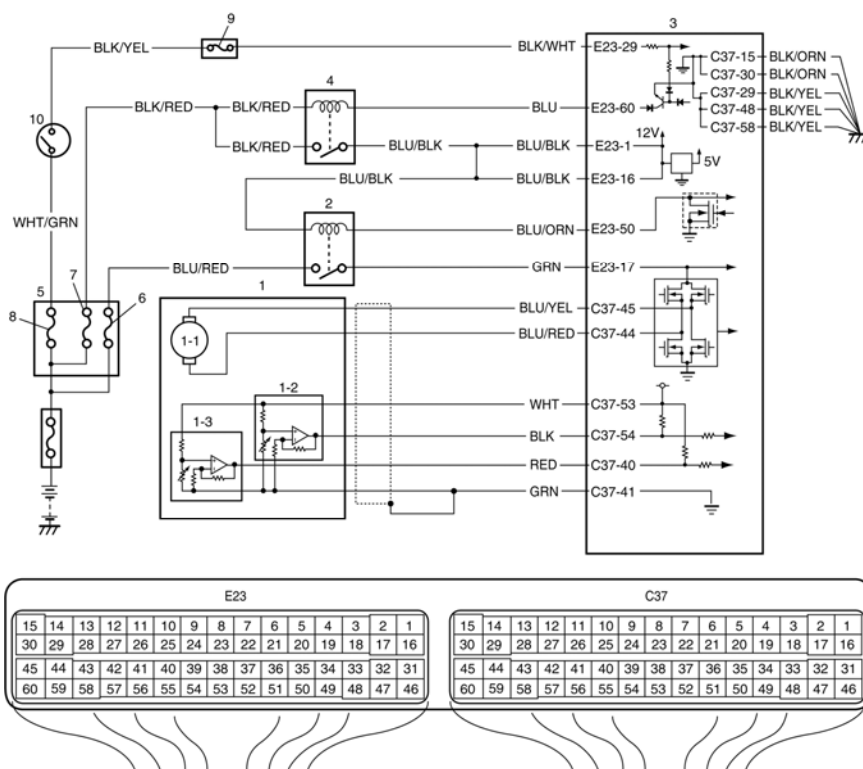 9 3
BLK/YEL BLK/WHT E23-29 C37-15 BLK/ORN
C37-30 BLK/ORN
4 C37-29 BLK/YEL
10 BLK/RED BLK/RED BLU E23-60 C37-48 BLK/YEL
C37-58 BLK/YEL
12V
BLK/RED BLU/BLK BLU/BLK E23-1
5V
BLU/BLK BLU/BLK E23-16
2
WHT/GRN BLU/ORN E23-50
BLU/RED GRN E23-17
5 7 6 1
8 BLU/YEL C37-45
1-1 BLU/RED C37-44
1-2
WHT C37-53
1-3 BLK C37-54
RED C37-40
GRN C37-41
E23 C37
15 14 13 12 11 10 9 8 7 6 5 4 3 2 1 15 14 13 12 11 10 9 8 7 6 5 4 3 2 1
30 29 28 27 26 25 24 23 22 21 20 19 18 17 16 30 29 28 27 26 25 24 23 22 21 20 19 18 17 16
45 44 43 42 41 40 39 38 37 36 35 34 33 32 31 45 44 43 42 41 40 39 38 37 36 35 34 33 32 31
60 59 58 57 56 55 54 53 52 51 50 49 48 47 46 60 59 58 57 56 55 54 53 52 51 50 49 48 47 46